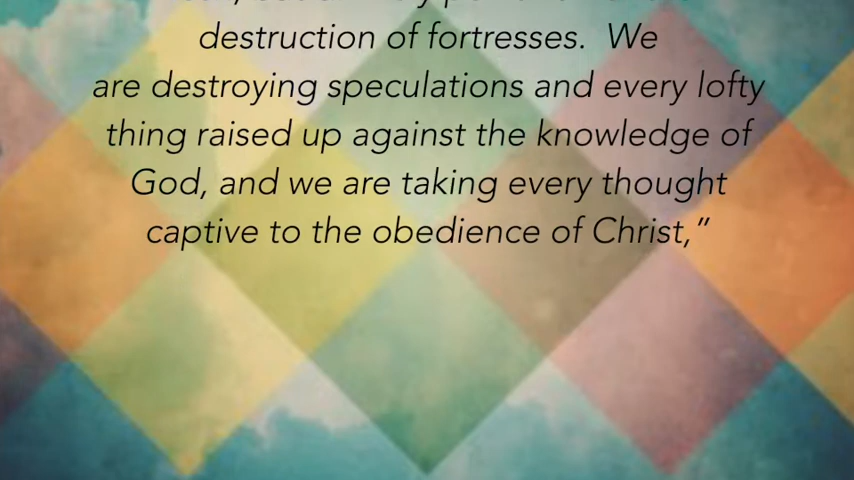 destruction of fortresses. We
are destroying speculations and every lofty
thing raised up against the knowledge of
God, and we are taking every thought
captive to the obedience of Christ,”